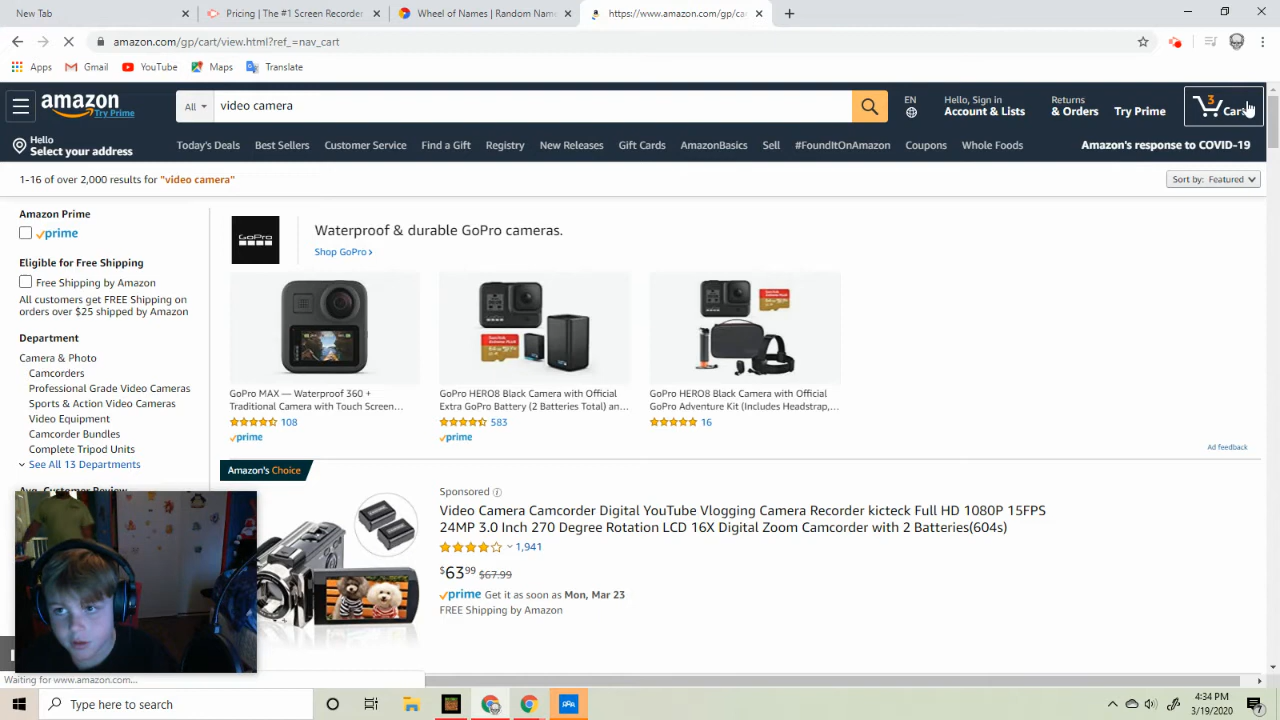 New Tab
Pricing | The #1 Screen Recorder
Wheel of Names | Random Nam
https://www.amazon.com/gp/ca
amazon.com/gp/cart/view.html?ref_=nav_cart
Apps
Gmail
YouTube
Maps
Translate
amazon
Try Prime
All
video camera
EN
Hello, Sign in
Account & Lists
Returns
& Orders
Try Prime
3
Cart
Hello
Select your address
Today's Deals
Best Sellers
Customer Service
Find a Gift
Registry
New Releases
Gift Cards
AmazonBasics
Sell
#FoundItOnAmazon
Coupons
Whole Foods
Amazon's response to COVID-19
1-16 of over 2,000 results for "video camera"
Sort by: Featured
Amazon Prime
prime
Eligible for Free Shipping
Free Shipping by Amazon
All customers get FREE Shipping on
orders over $25 shipped by Amazon
Department
Camera & Photo
Camcorders
Professional Grade Video Cameras
Sports & Action Video Cameras
Video Equipment
Camcorder Bundles
Complete Tripod Units
See All 13 Departments
Avg. Customer Review
GoPro
Waterproof & durable GoPro cameras.
Shop GoPro ›
GoPro MAX — Waterproof 360 +
Traditional Camera with Touch Screen...
108
prime
GoPro HERO8 Black Camera with Official
Extra GoPro Battery (2 Batteries Total) an...
583
prime
GoPro HERO8 Black Camera with Official
GoPro Adventure Kit (Includes Headstrap,...
16
Ad feedback
Amazon's Choice
Sponsored
Video Camera Camcorder Digital YouTube Vlogging Camera Recorder kicteck Full HD 1080P 15FPS
24MP 3.0 Inch 270 Degree Rotation LCD 16X Digital Zoom Camcorder with 2 Batteries(604s)
1,941
$63.99 $67.99
prime Get it as soon as Mon, Mar 23
FREE Shipping by Amazon
Waiting for www.amazon.com...
Type here to search
4:34 PM
3/19/2020
7